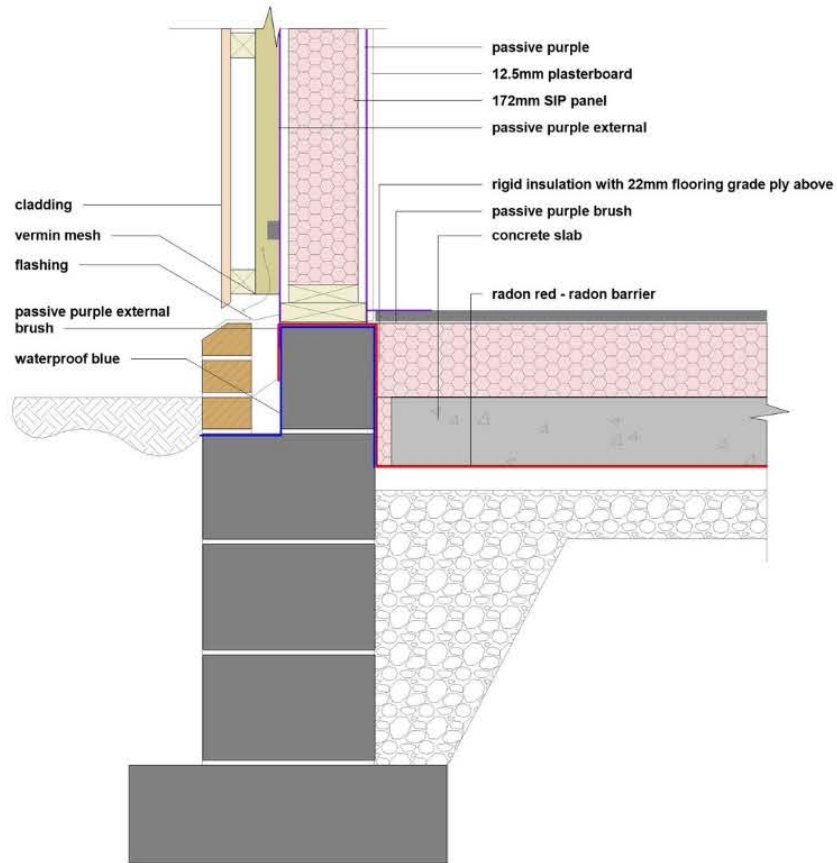 passive purple
12.5mm plasterboard
172mm SIP panel
passive purple external
rigid insulation with 22mm flooring grade ply above
passive purple brush
concrete slab
radon red - radon barrier
cladding
vermin mesh
flashing
passive purple external
brush
waterproof blue